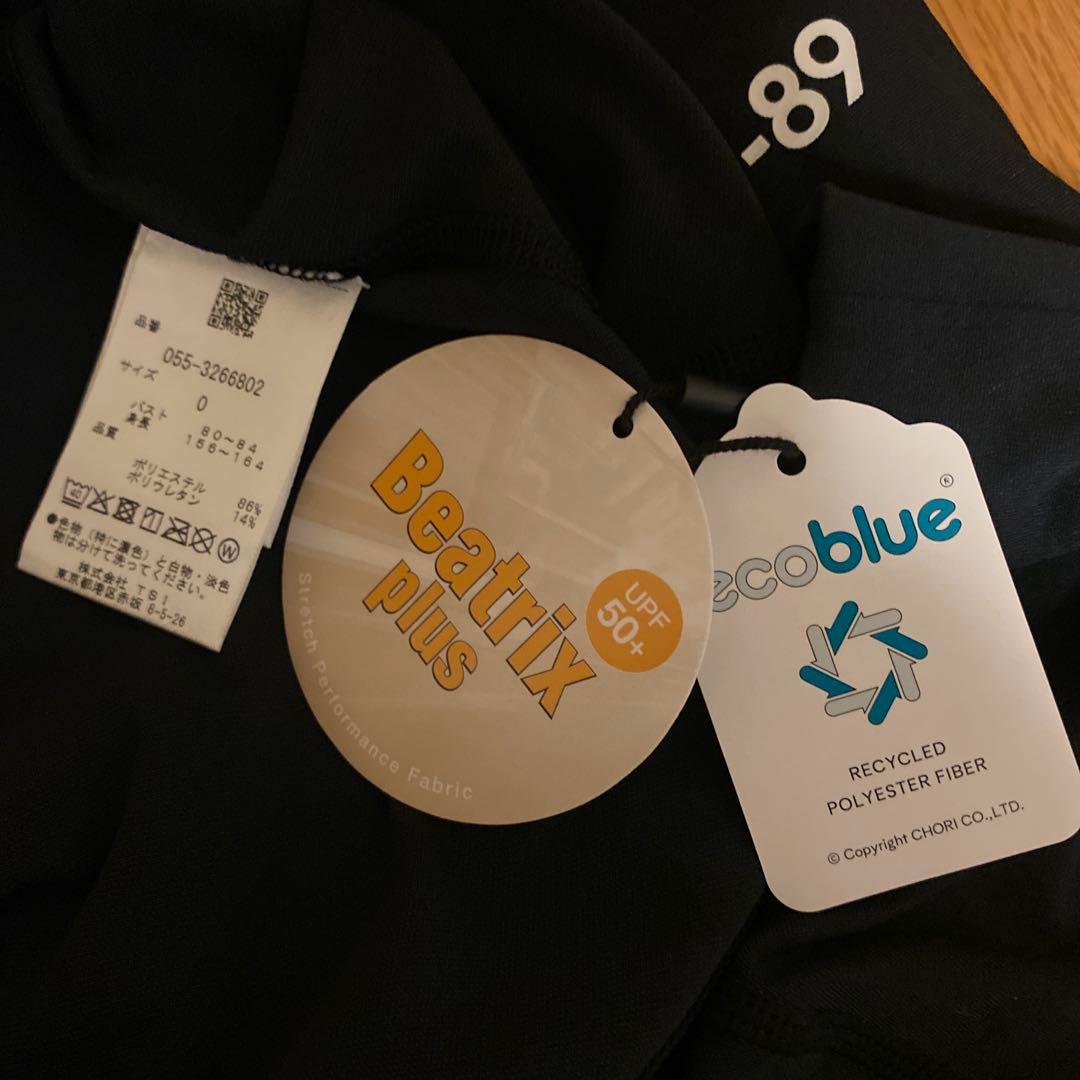 -89
品番
055-3266802
サイズ
0
バスト 80~84
身長 156~164
品質
ポリエステル 86%
ポリウレタン 14%
40
W
●色物(特に濃色)と白物・淡色
物は分けて洗ってください。
株式会社 TSI
東京都港区赤坂 8-5-26
Beatrix
plus
UPF
50+
Stretch Performance Fabric
ecoblue®
RECYCLED
POLYESTER FIBER
© Copyright CHORI CO.,LTD.